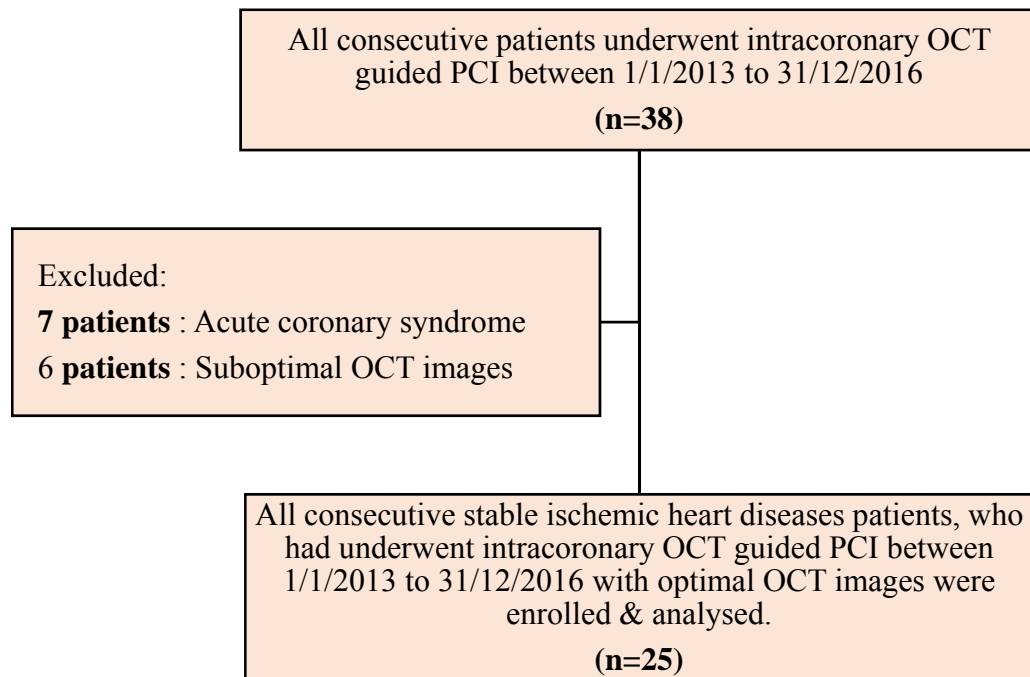 All consecutive patients underwent intracoronary OCT
guided PCI between 1/1/2013 to 31/12/2016
(n=38)
Excluded:
7 patients : Acute coronary syndrome
6 patients : Suboptimal OCT images
All consecutive stable ischemic heart diseases patients, who
had underwent intracoronary OCT guided PCI between
1/1/2013 to 31/12/2016 with optimal OCT images were
enrolled & analysed.
(n=25)